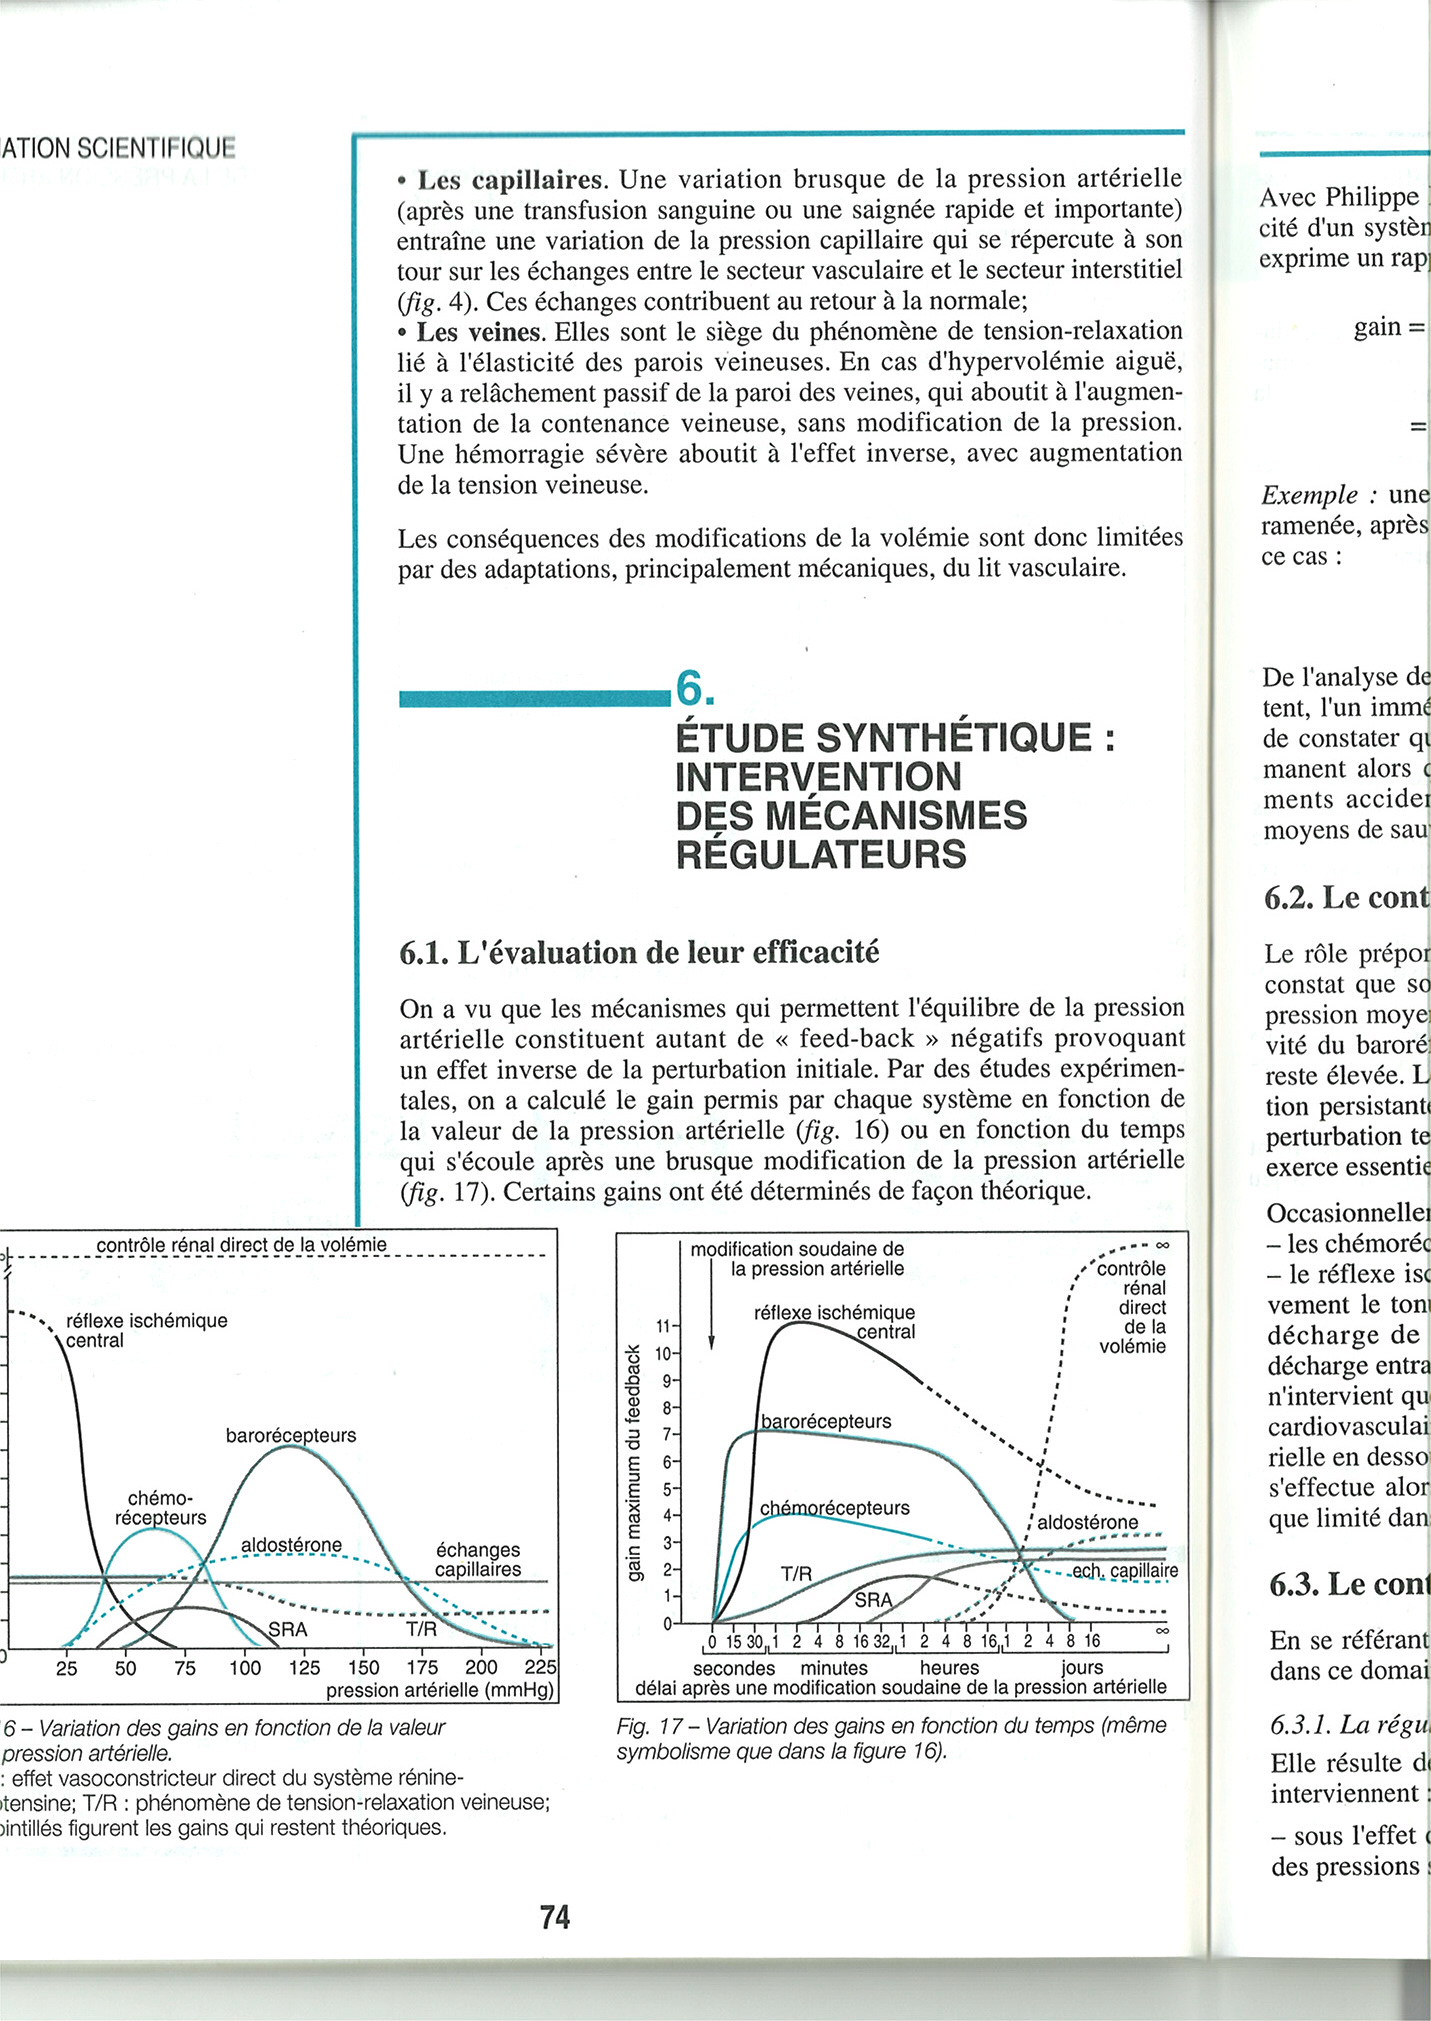 ATION SCIENTIFIQUE
• Les capillaires. Une variation brusque de la pression artérielle
(après une transfusion sanguine ou une saignée rapide et importante)
entraîne une variation de la pression capillaire qui se répercute à son
tour sur les échanges entre le secteur vasculaire et le secteur interstitiel
(fig. 4). Ces échanges contribuent au retour à la normale;
• Les veines. Elles sont le siège du phénomène de tension-relaxation
lié à l'élasticité des parois veineuses. En cas d'hypervolémie aiguë,
il y a relâchement passif de la paroi des veines, qui aboutit à l'augmen-
tation de la contenance veineuse, sans modification de la pression.
Une hémorragie sévère aboutit à l'effet inverse, avec augmentation
de la tension veineuse.
Les conséquences des modifications de la volémie sont donc limitées
par des adaptations, principalement mécaniques, du lit vasculaire.
6.
ÉTUDE SYNTHÉTIQUE :
INTERVENTION
DES MÉCANISMES
RÉGULATEURS
6.1. L'évaluation de leur efficacité
On a vu que les mécanismes qui permettent l'équilibre de la pression
artérielle constituent autant de « feed-back » négatifs provoquant
un effet inverse de la perturbation initiale. Par des études expérimen-
tales, on a calculé le gain permis par chaque système en fonction de
la valeur de la pression artérielle (fig. 16) ou en fonction du temps
qui s'écoule après une brusque modification de la pression artérielle
(fig. 17). Certains gains ont été déterminés de façon théorique.
contrôle rénal direct de la volémie
réflexe ischémique
central
barorécepteurs
chémo-
récepteurs
aldostérone
échanges
capillaires
SRA
T/R
25 50 75 100 125 150 175 200 225
pression artérielle (mmHg)
6 – Variation des gains en fonction de la valeur
pression artérielle.
: effet vasoconstricteur direct du système rénine-
tensine; T/R : phénomène de tension-relaxation veineuse;
intillés figurent les gains qui restent théoriques.
modification soudaine de
la pression artérielle
∞
contrôle
rénal
direct
de la
volémie
réflexe ischémique
central
gain maximum du feedback
11
10
9
8
7
6
5
4
3
2
1
0
barorécepteurs
chémorécepteurs
aldostérone
T/R
SRA
ech. capillaire
0 15 30 1 2 4 8 16 32 1 2 4 8 16 1 2 4 8 16 ∞
secondes minutes heures jours
délai après une modification soudaine de la pression artérielle
Fig. 17 – Variation des gains en fonction du temps (même
symbolisme que dans la figure 16).
74
Avec Philippe
cité d'un systèm
exprime un rap
gain =
=
Exemple : une
ramenée, après
ce cas :
De l'analyse de
tent, l'un immé
de constater qu
manent alors
ments acciden
moyens de sau
6.2. Le cont
Le rôle prépon
constat que so
pression moyen
vité du baroré
reste élevée. L
tion persistante
perturbation te
exerce essentie
Occasionneller
– les chémoréc
– le réflexe isc
vement le ton
décharge de
décharge entra
n'intervient qu
cardiovasculai
rielle en desso
s'effectue alor
que limité dan
6.3. Le cont
En se référant
dans ce domai
6.3.1. La régu
Elle résulte de
interviennent :
– sous l'effet
des pressions